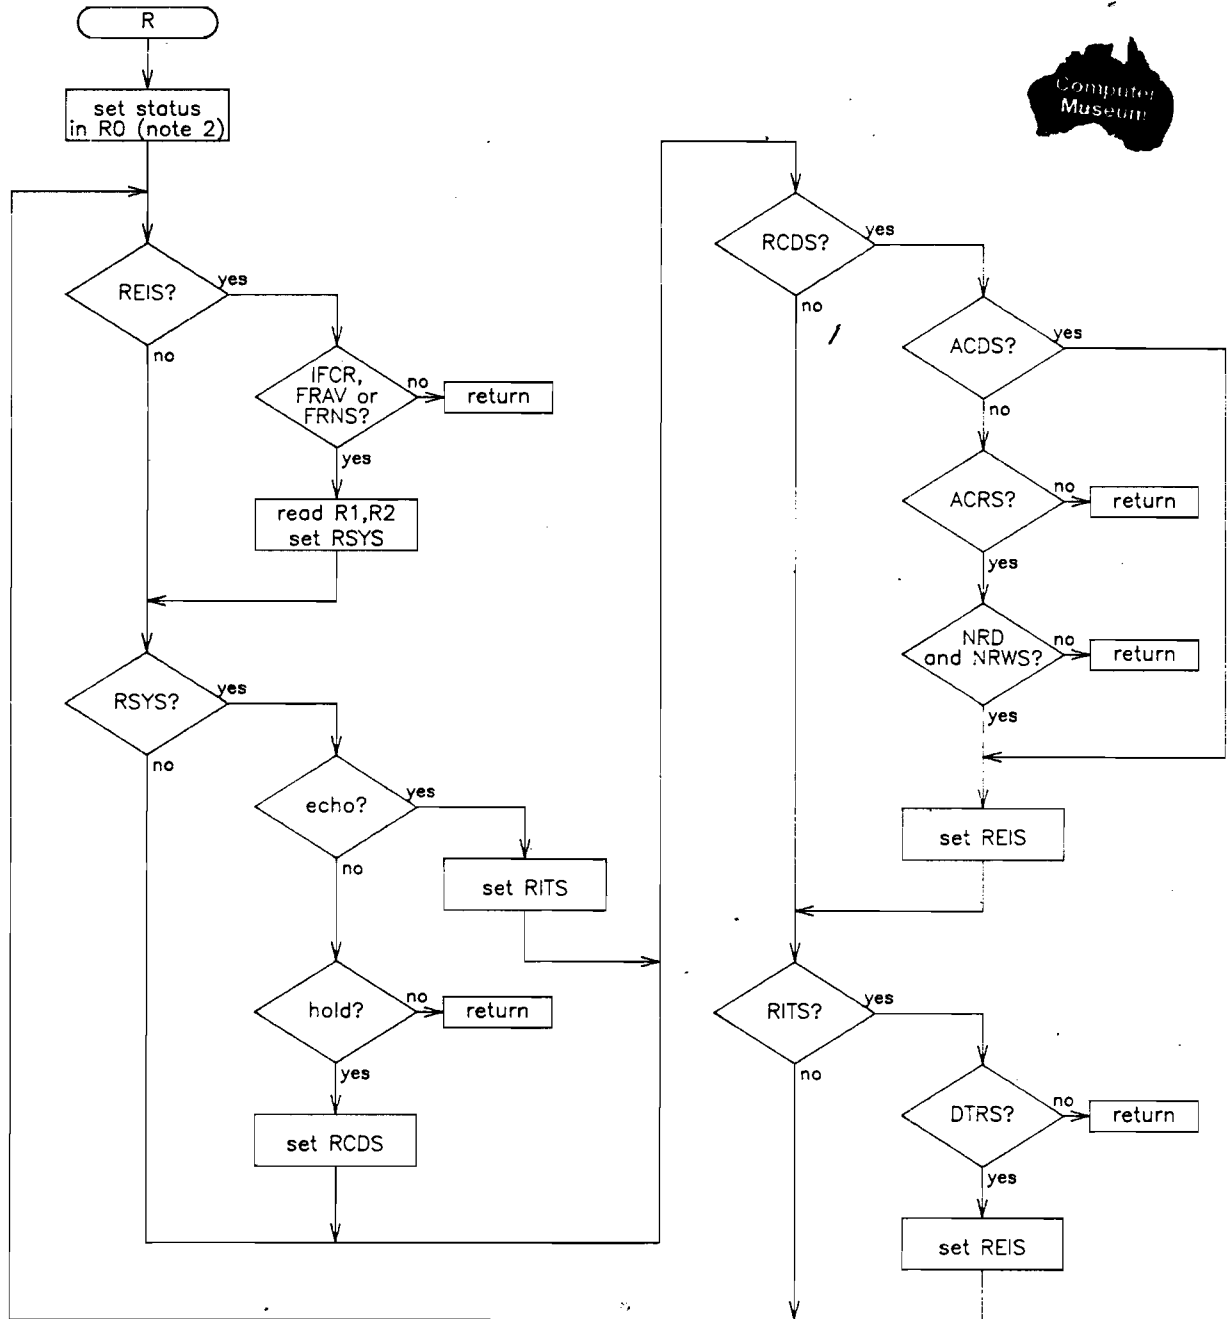 R
set status
in R0 (note 2)
REIS?
yes
no
IFCR,
FRAV or
FRNS?
no
return
yes
read R1,R2
set RSYS
RSYS?
yes
no
echo?
yes
no
set RITS
hold?
no
return
yes
set RCDS
Computer
Museum
RCDS?
yes
no
ACDS?
yes
no
ACRS?
no
return
yes
NRD
and NRWS?
no
return
yes
set REIS
RITS?
yes
no
DTRS?
no
return
yes
set REIS